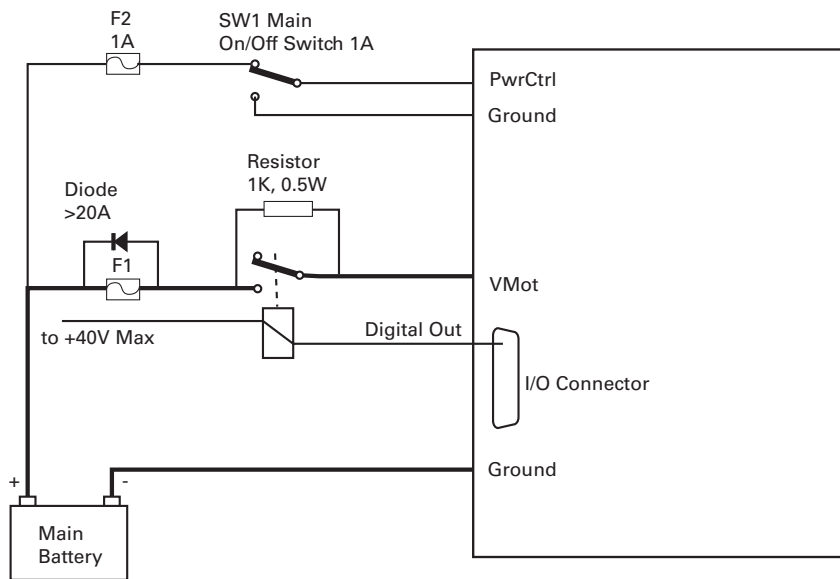 F2
1A
SW1 Main
On/Off Switch 1A
PwrCtrl
Ground
Resistor
1K, 0.5W
Diode
>20A
F1
VMot
to +40V Max
Digital Out
I/O Connector
Ground
+
-
Main
Battery